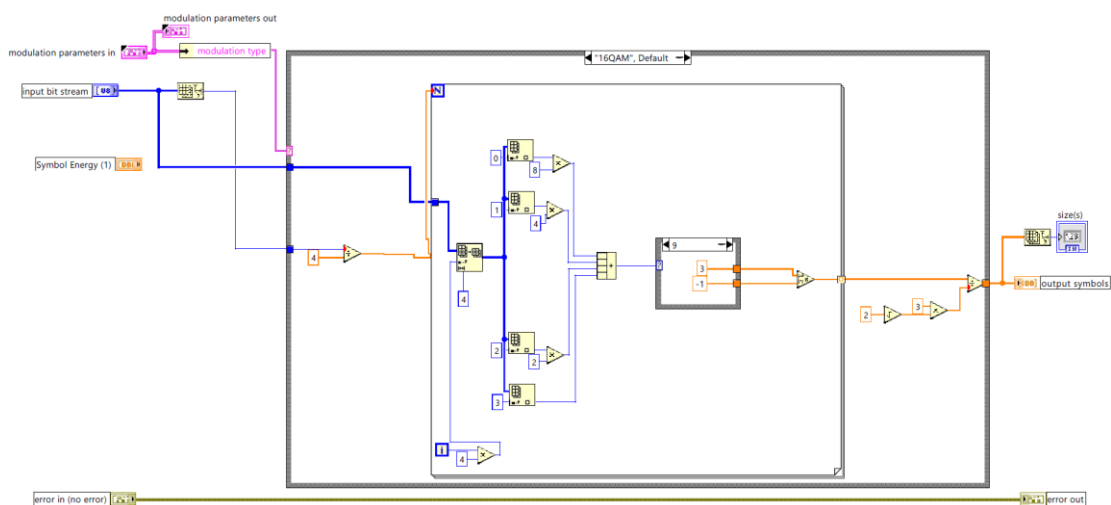 modulation parameters out
modulation parameters in
modulation type
"16QAM", Default
input bit stream
U8
N
Symbol Energy (1)
DBL
0
8
1
4
size(s)
9
3
-1
4
4
output symbols
3
2
2
2
3
i
4
error in (no error)
error out